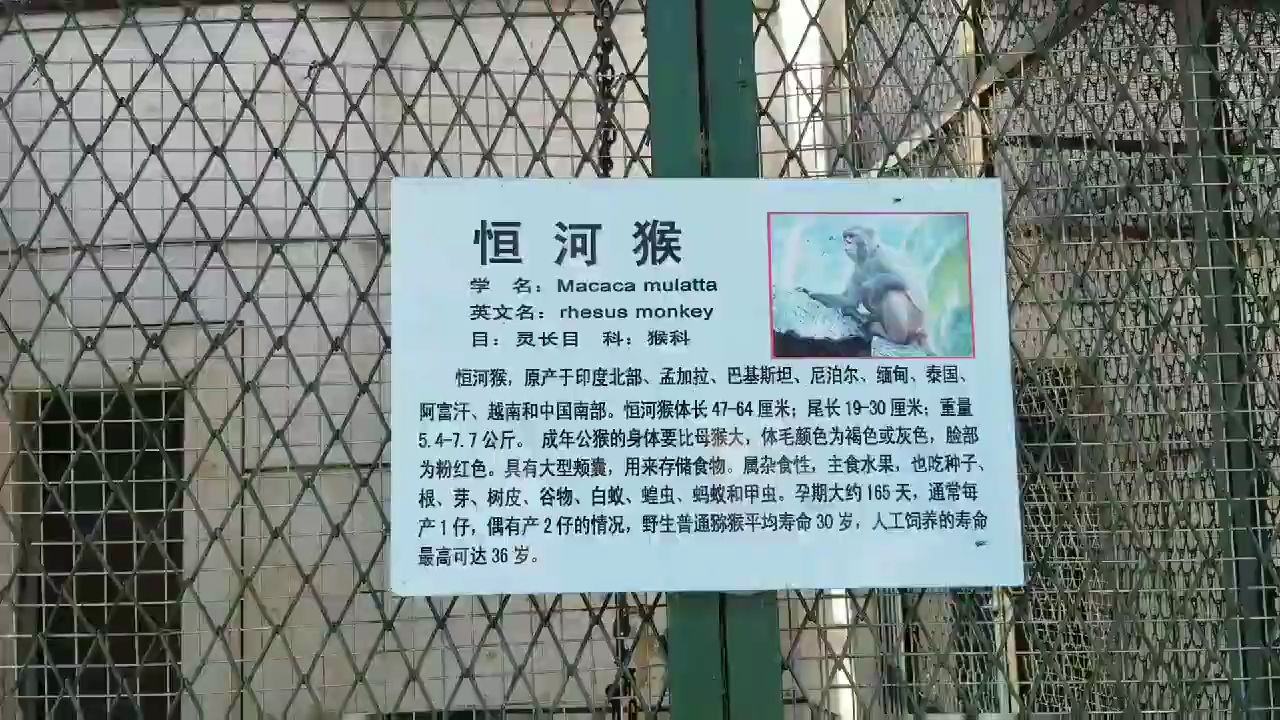 恒河猴
学 名：Macaca mulatta
英文名：rhesus monkey
目：灵长目 科：猴科
恒河猴，原产于印度北部、孟加拉、巴基斯坦、尼泊尔、缅甸、泰国、
阿富汗、越南和中国南部。恒河猴体长 47-64 厘米；尾长 19-30 厘米；重量
5.4-7.7 公斤。 成年公猴的身体要比母猴大，体毛颜色为褐色或灰色，脸部
为粉红色。具有大型颊囊，用来存储食物。属杂食性，主食水果，也吃种子、
根、芽、树皮、谷物、白蚁、蝗虫、蚂蚁和甲虫。孕期大约 165 天，通常每
产 1 仔，偶有产 2 仔的情况，野生普通猕猴平均寿命 30 岁，人工饲养的寿命
最高可达 36 岁。